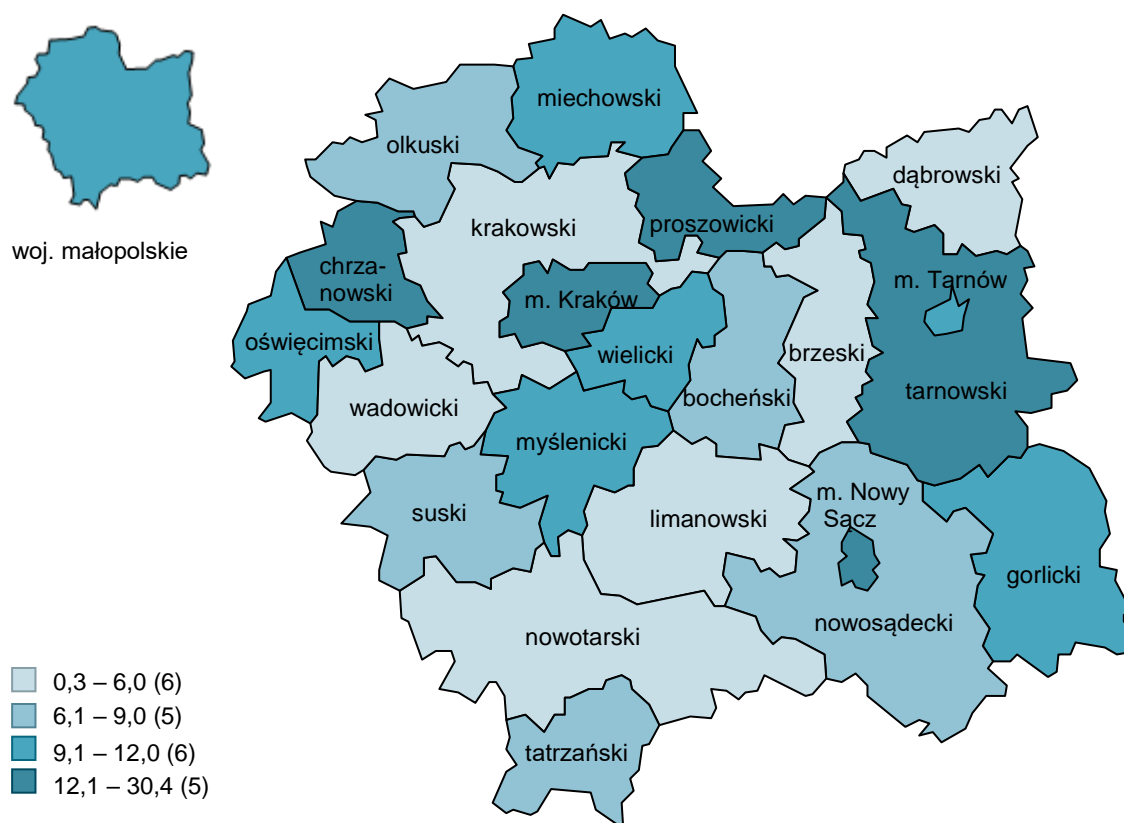 miechowski
olkuski
dąbrowski
krakowski
proszowicki
woj. małopolskie
chrza-
nowski
m. Kraków
m. Tarnów
oświęcimski
wielicki
brzeski
wadowicki
bocheński
tarnowski
myślenicki
suski
limanowski
m. Nowy
Sącz
gorlicki
nowotarski
nowosądecki
tatrzański
0,3 – 6,0 (6)
6,1 – 9,0 (5)
9,1 – 12,0 (6)
12,1 – 30,4 (5)